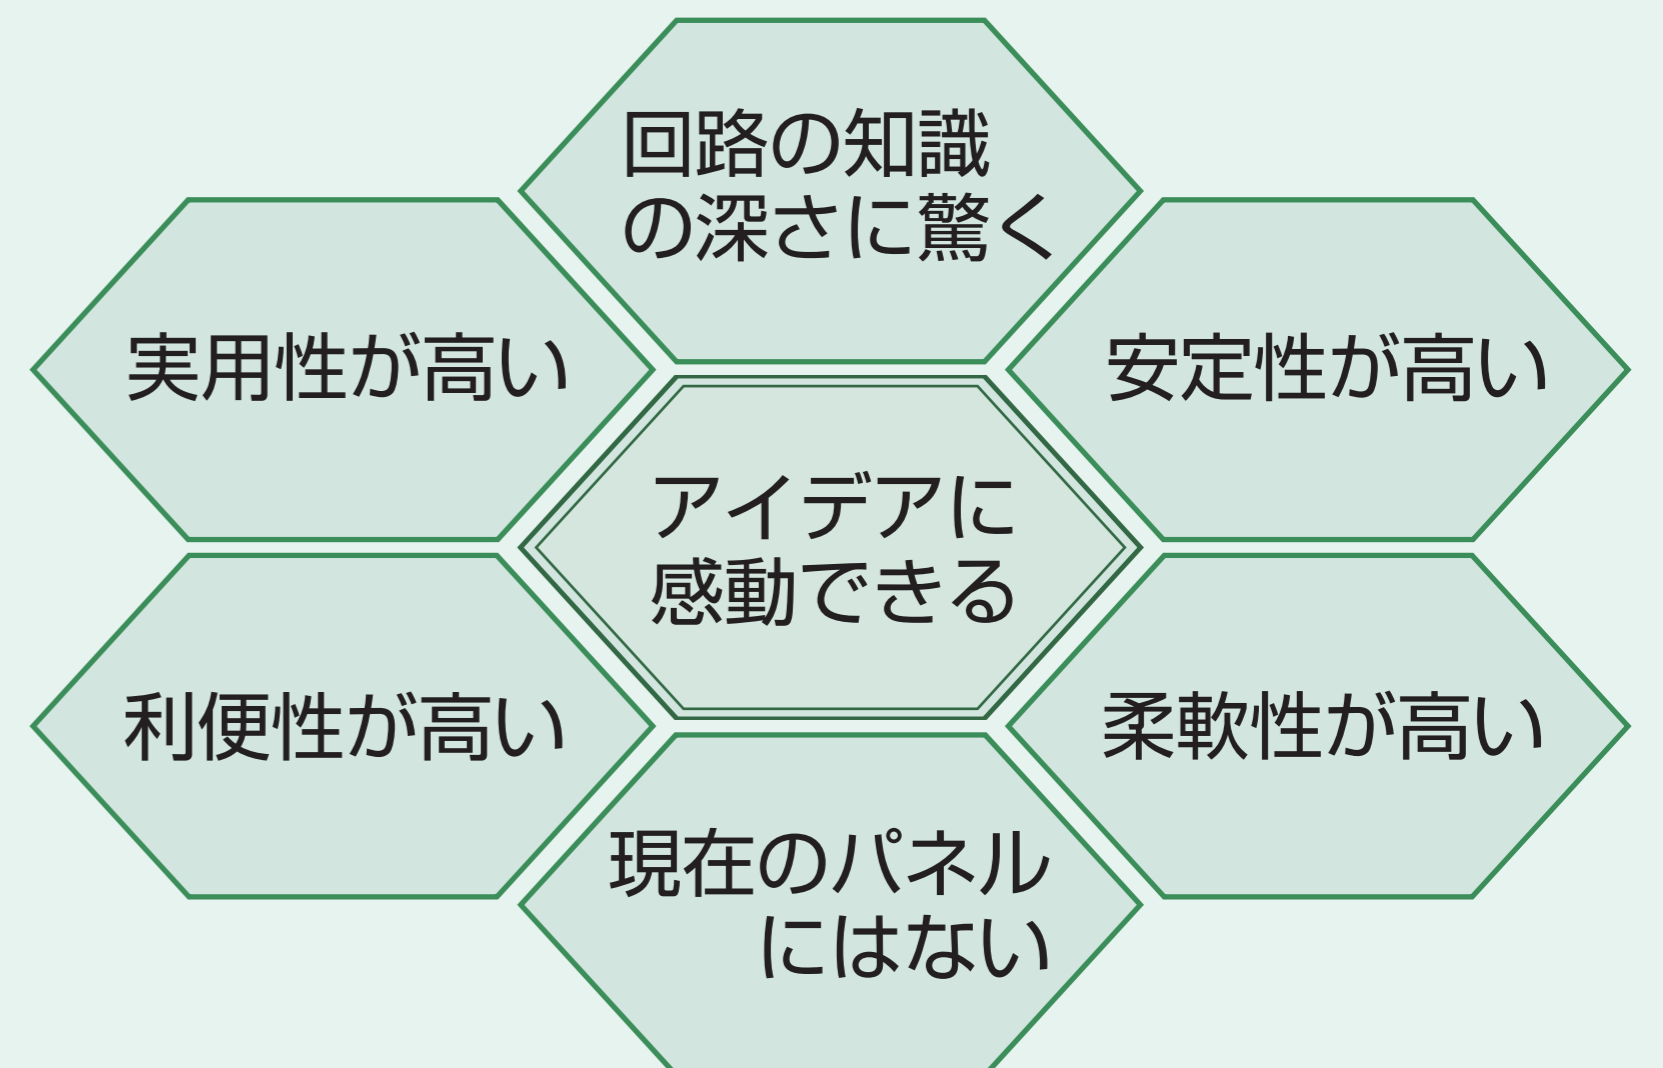 回路の知識
の深さに驚く
実用性が高い
安定性が高い
アイデアに
感動できる
利便性が高い
柔軟性が高い
現在のパネル
にはない